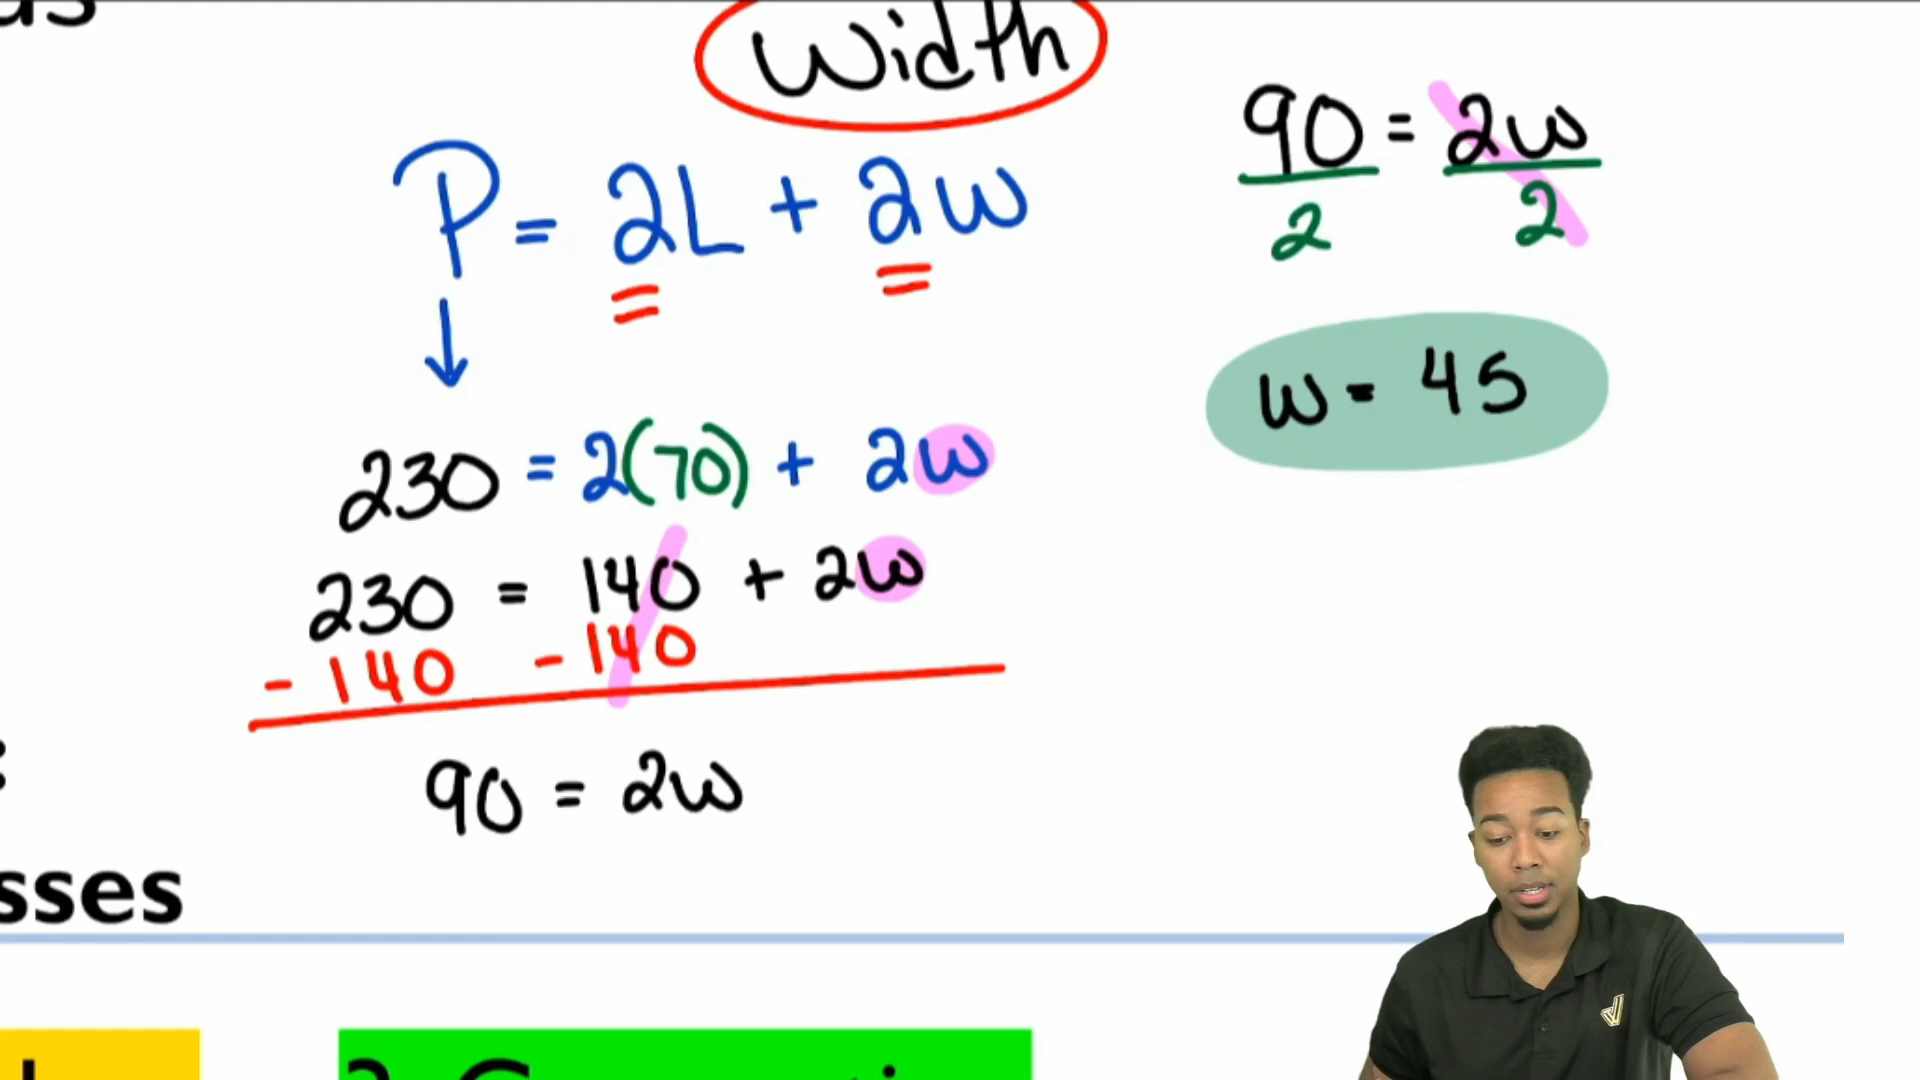 Width
P = 2L + 2w
230 = 2(70) + 2w
230 = 140 + 2w
- 140 - 140
90 = 2w
90 = 2w
2 2
w = 45